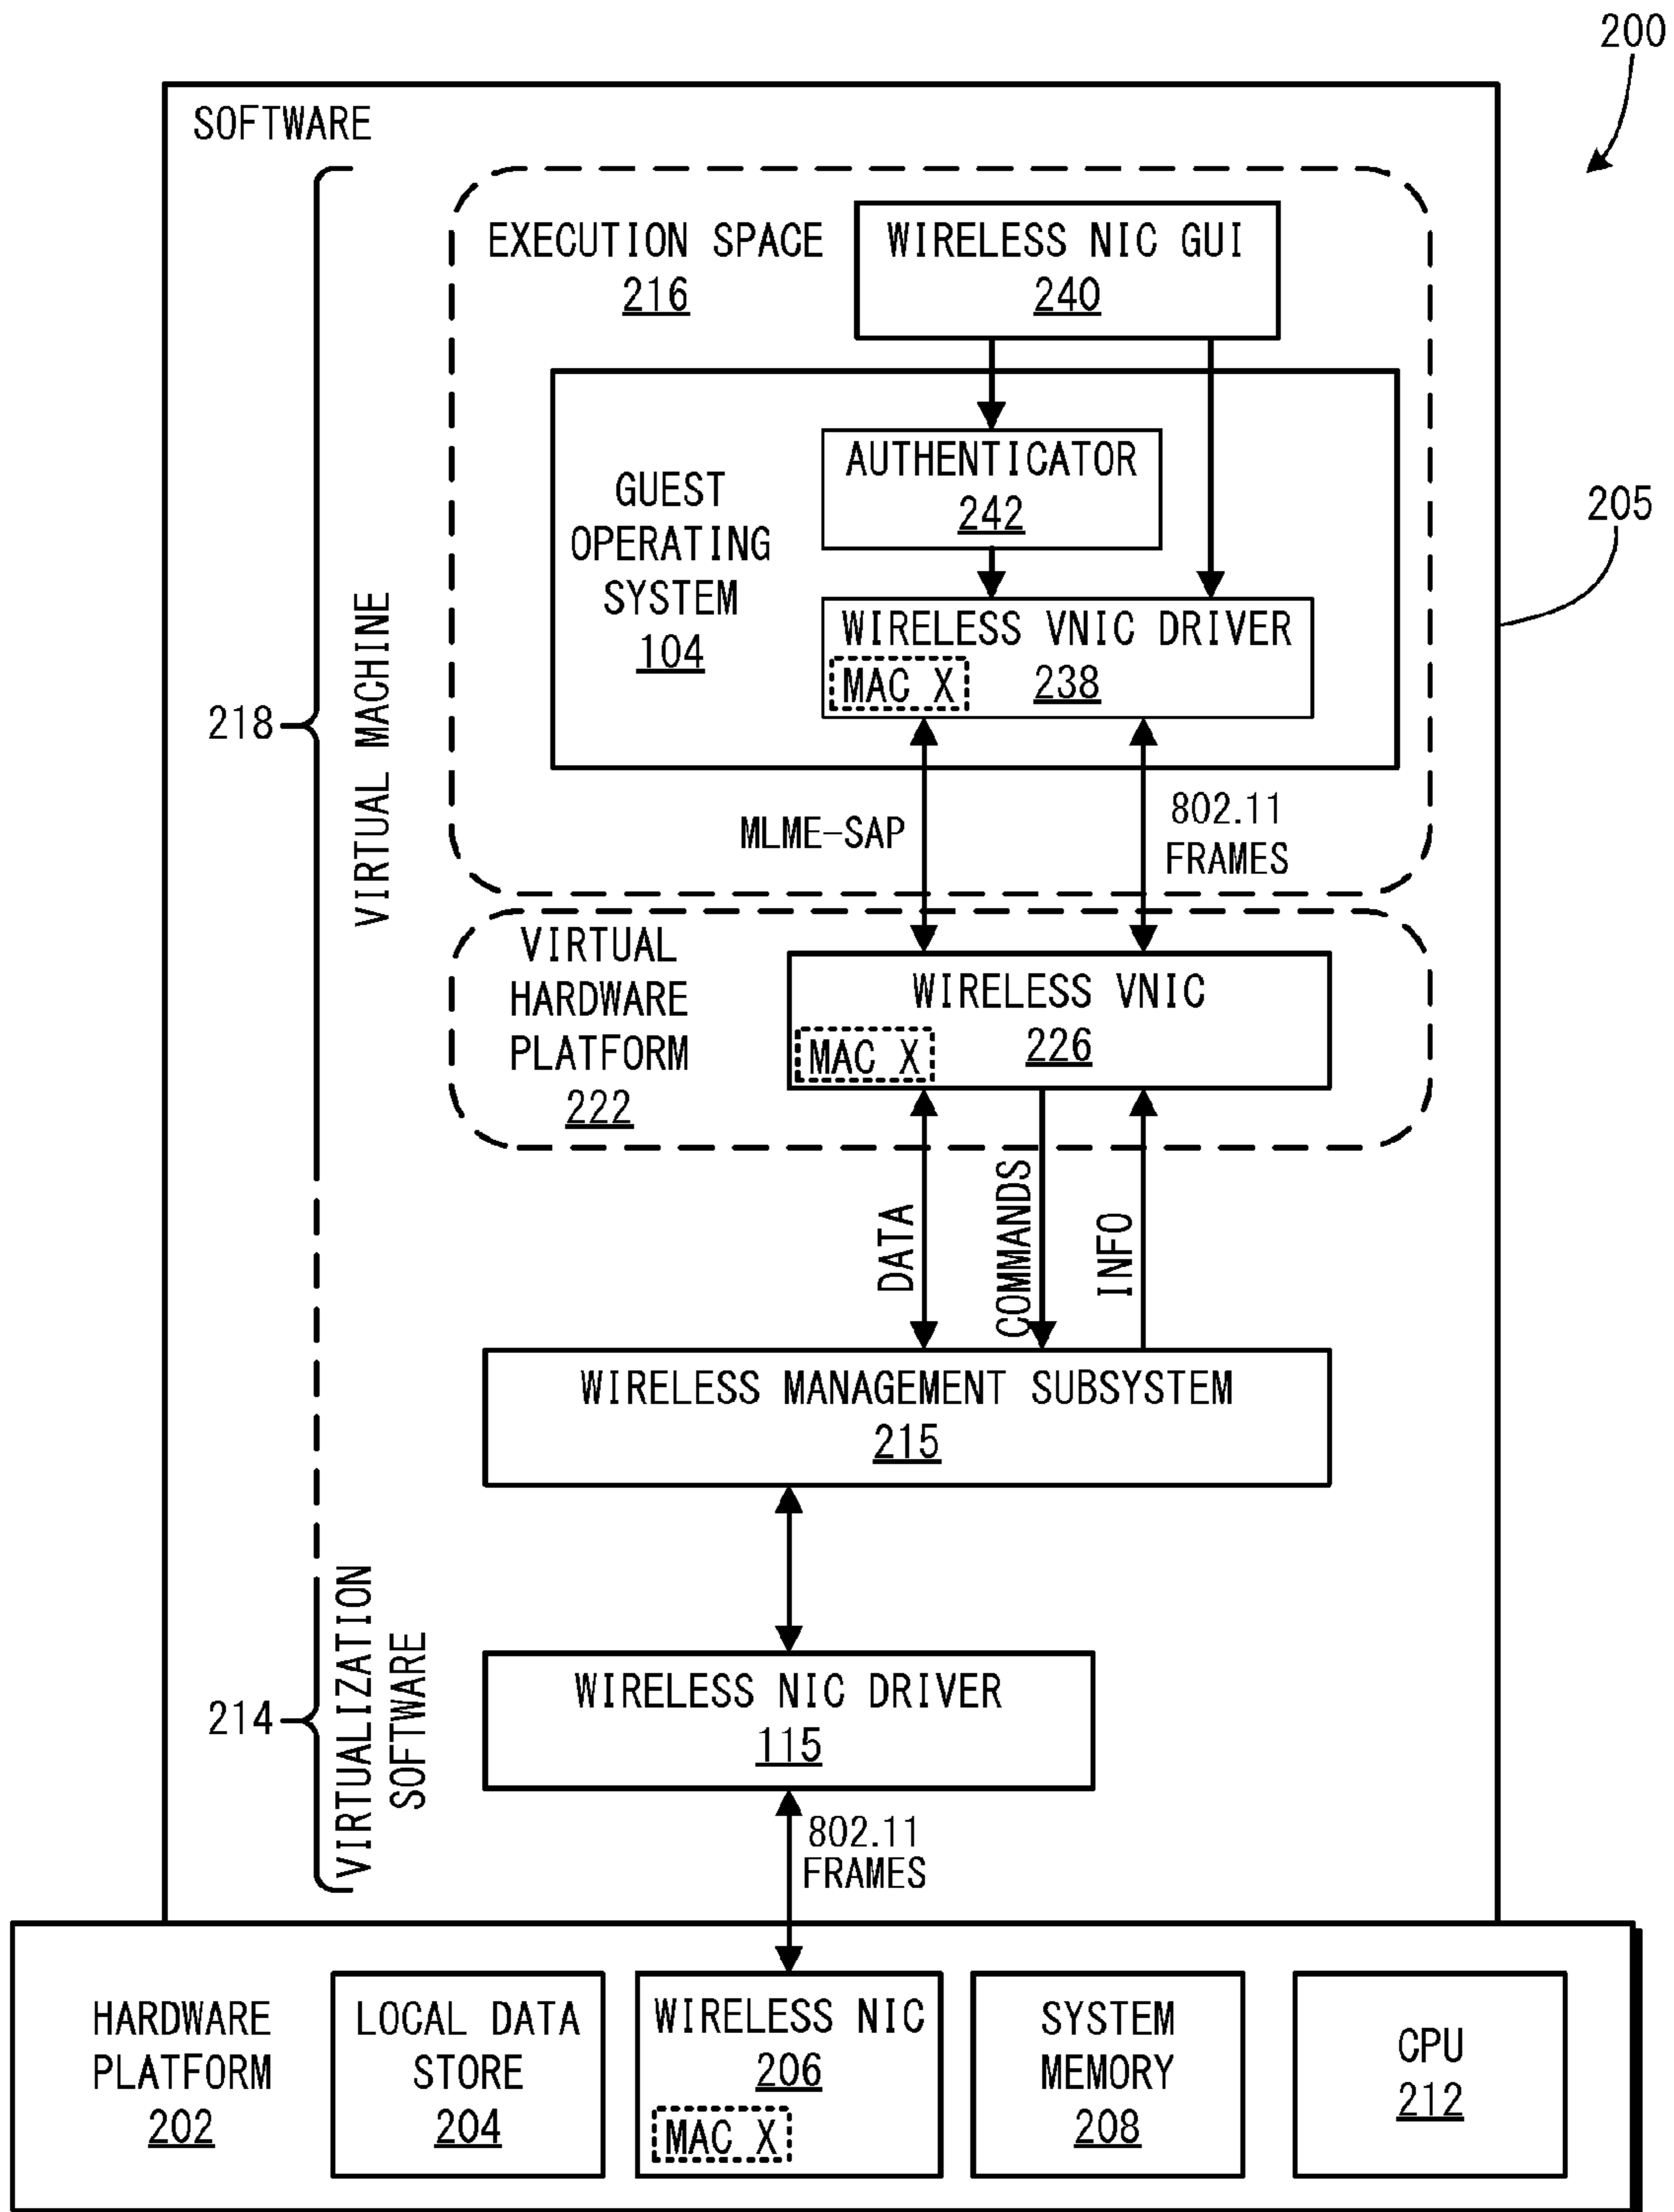 200
SOFTWARE
EXECUTION SPACE
216
WIRELESS NIC GUI
240
AUTHENTICATOR
242
GUEST
OPERATING
SYSTEM
104
205
WIRELESS VNIC DRIVER
MAC X
238
218
VIRTUAL MACHINE
MLME-SAP
802.11
FRAMES
VIRTUAL
HARDWARE
PLATFORM
222
WIRELESS VNIC
226
MAC X
DATA
COMMANDS
INFO
WIRELESS MANAGEMENT SUBSYSTEM
215
214
VIRTUALIZATION
SOFTWARE
WIRELESS NIC DRIVER
115
802.11
FRAMES
HARDWARE
PLATFORM
202
LOCAL DATA
STORE
204
WIRELESS NIC
206
MAC X
SYSTEM
MEMORY
208
CPU
212